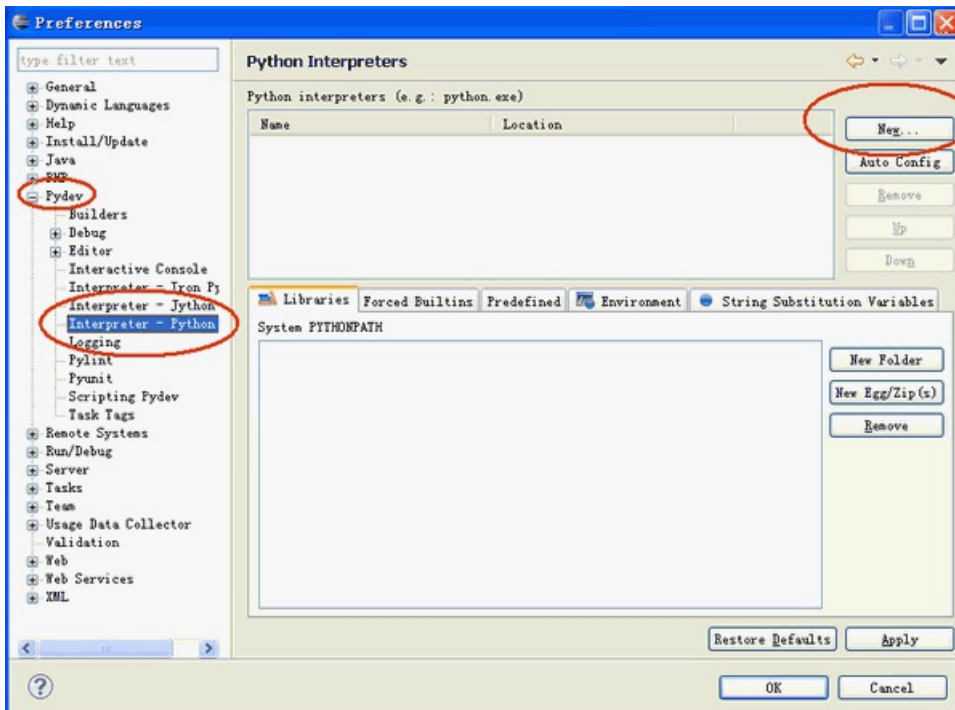 Preferences
type filter text
Python Interpreters
General
Dynamic Languages
Help
Install/Update
Java
PHP
Pydev
Builders
Debug
Editor
Interactive Console
Interpreter - Iron Py
Interpreter - Jython
Interpreter - Python
Logging
Pylint
Pyunit
Scripting Pydev
Task Tags
Remote Systems
Run/Debug
Server
Tasks
Team
Usage Data Collector
Validation
Web
Web Services
XML
Python interpreters (e.g.: python.exe)
Name Location
New...
Auto Config
Remove
Up
Down
Libraries Forced Builtins Predefined Environment String Substitution Variables
System PYTHONPATH
New Folder
New Egg/Zip(s)
Remove
Restore Defaults Apply
OK Cancel